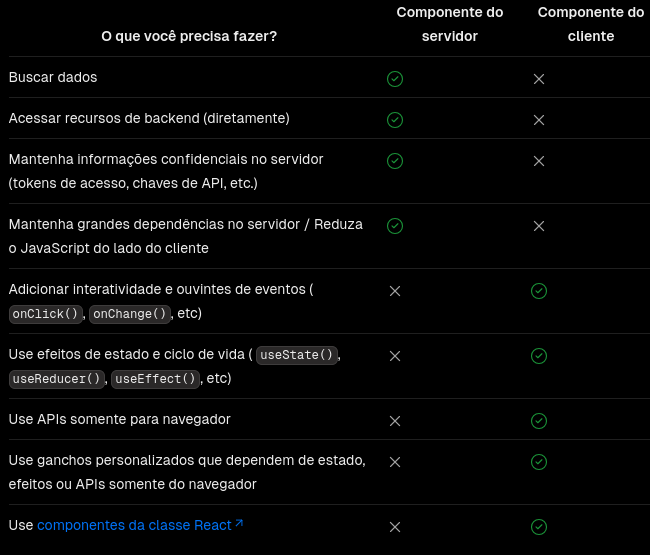 O que você precisa fazer?
Componente do
servidor
Componente do
cliente
Buscar dados
Acessar recursos de backend (diretamente)
Mantenha informações confidenciais no servidor
(tokens de acesso, chaves de API, etc.)
Mantenha grandes dependências no servidor / Reduza
o JavaScript do lado do cliente
Adicionar interatividade e ouvintes de eventos (
onClick(), onChange(), etc)
Use efeitos de estado e ciclo de vida ( useState(),
useReducer(), useEffect(), etc)
Use APIs somente para navegador
Use ganchos personalizados que dependem de estado,
efeitos ou APIs somente do navegador
Use componentes da classe React